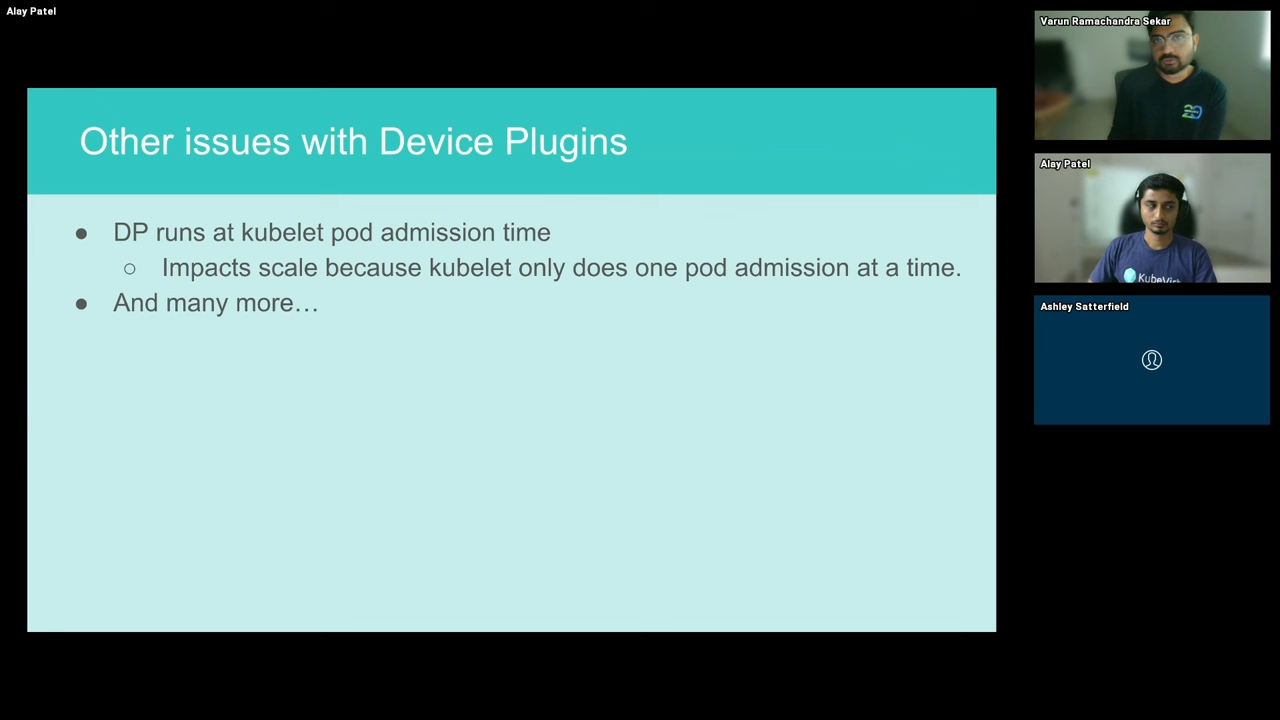 Alay Patel
Other issues with Device Plugins
● DP runs at kubelet pod admission time
○ Impacts scale because kubelet only does one pod admission at a time.
● And many more…
Varun Ramachandra Sekar
Alay Patel
KubeVirt
Ashley Satterfield